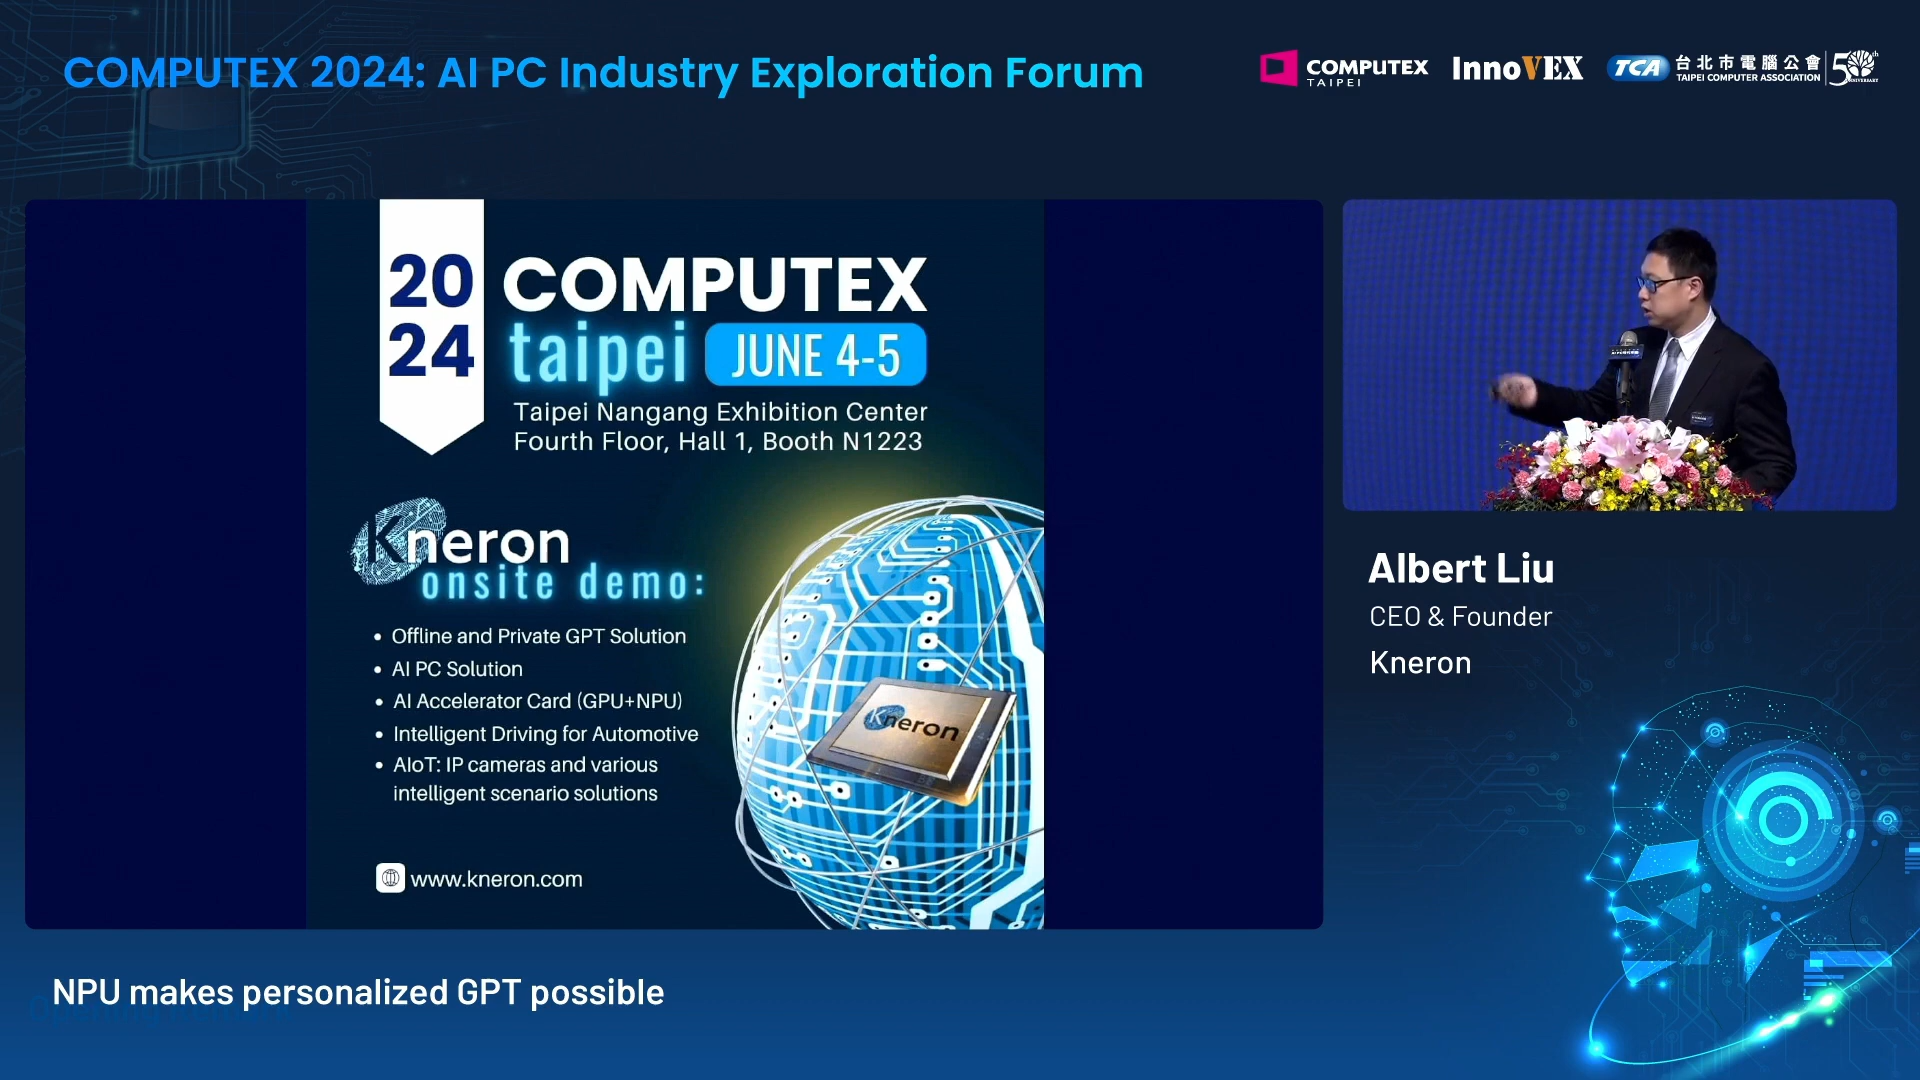 COMPUTEX 2024: AI PC Industry Exploration Forum
COMPUTEX
TAIPEI
InnoVEX
TCA
台北市電腦公會
TAIPEI COMPUTER ASSOCIATION
50th
ANNIVERSARY
20
24
COMPUTEX
taipei
JUNE 4-5
Taipei Nangang Exhibition Center
Fourth Floor, Hall 1, Booth N1223
Kneron
onsite demo:
• Offline and Private GPT Solution
• AI PC Solution
• AI Accelerator Card (GPU+NPU)
• Intelligent Driving for Automotive
• AIoT: IP cameras and various
intelligent scenario solutions
Kneron
www.kneron.com
Albert Liu
CEO & Founder
Kneron
NPU makes personalized GPT possible